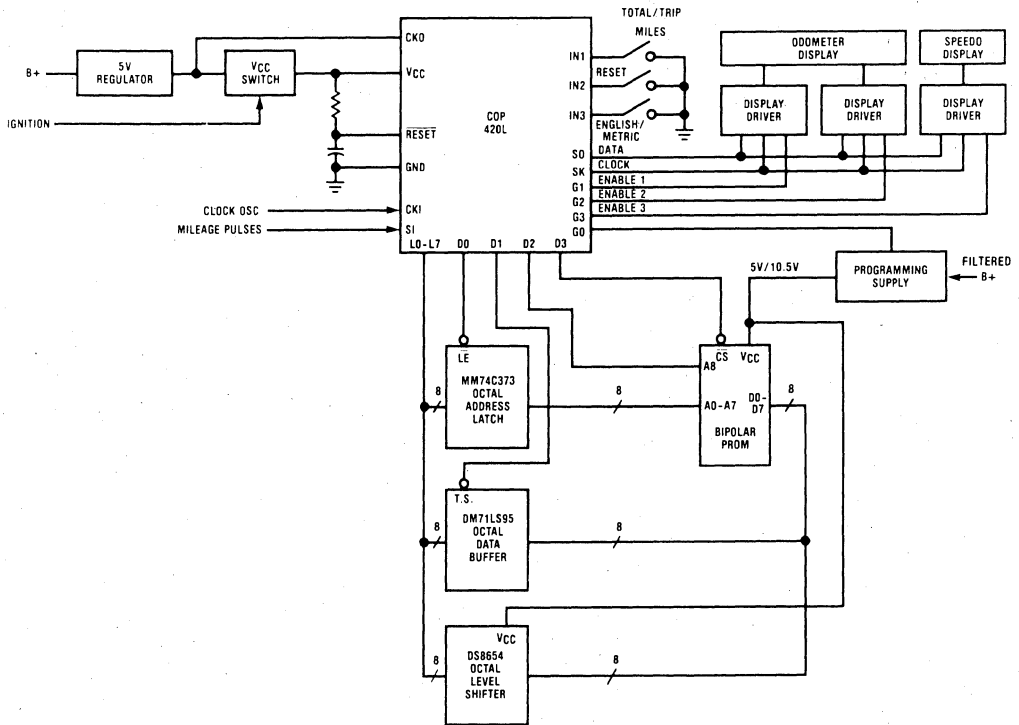 TOTAL/TRIP
MILES
CKO
IN1
B+
5V
REGULATOR
VCC
SWITCH
VCC
RESET
IN2
ODOMETER
DISPLAY
SPEEDO
DISPLAY
IGNITION
COP
420L
IN3
ENGLISH/
METRIC
DISPLAY
DRIVER
DISPLAY
DRIVER
DISPLAY
DRIVER
RESET
GND
SO
DATA
SK
CLOCK
G1
ENABLE 1
G2
ENABLE 2
G3
ENABLE 3
G0
CLOCK OSC
CKI
MILEAGE PULSES
SI
L0-L7
D0
D1
D2
D3
5V/10.5V
PROGRAMMING
SUPPLY
FILTERED
B+
LE
MM74C373
OCTAL
ADDRESS
LATCH
8
8
CS
VCC
A8
A0-A7
D0-
D7
8
BIPOLAR
PROM
T.S.
DM71LS95
OCTAL
DATA
BUFFER
8
8
VCC
DS8654
OCTAL
LEVEL
SHIFTER
8
8